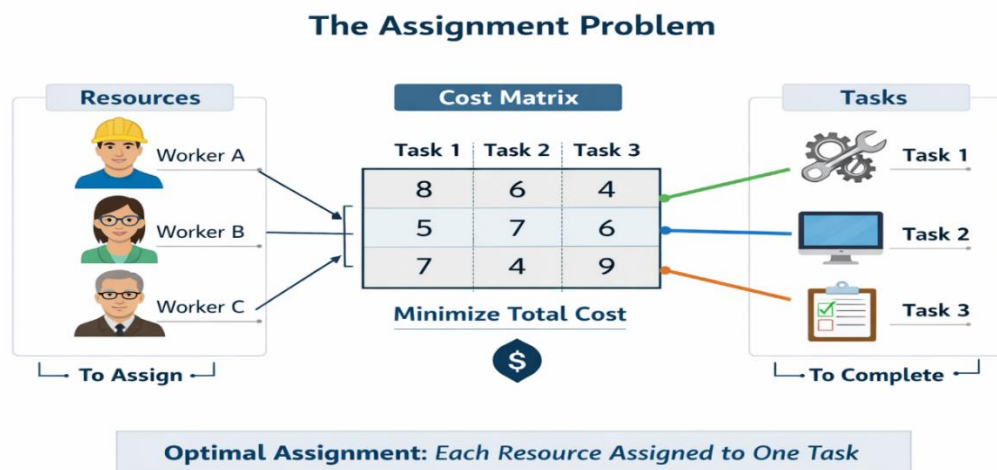 The Assignment Problem
Resources
Worker A
Worker B
Worker C
To Assign
Cost Matrix
Task 1 Task 2 Task 3
8 6 4
5 7 6
7 4 9
Minimize Total Cost
$
Tasks
Task 1
Task 2
Task 3
To Complete
Optimal Assignment: Each Resource Assigned to One Task